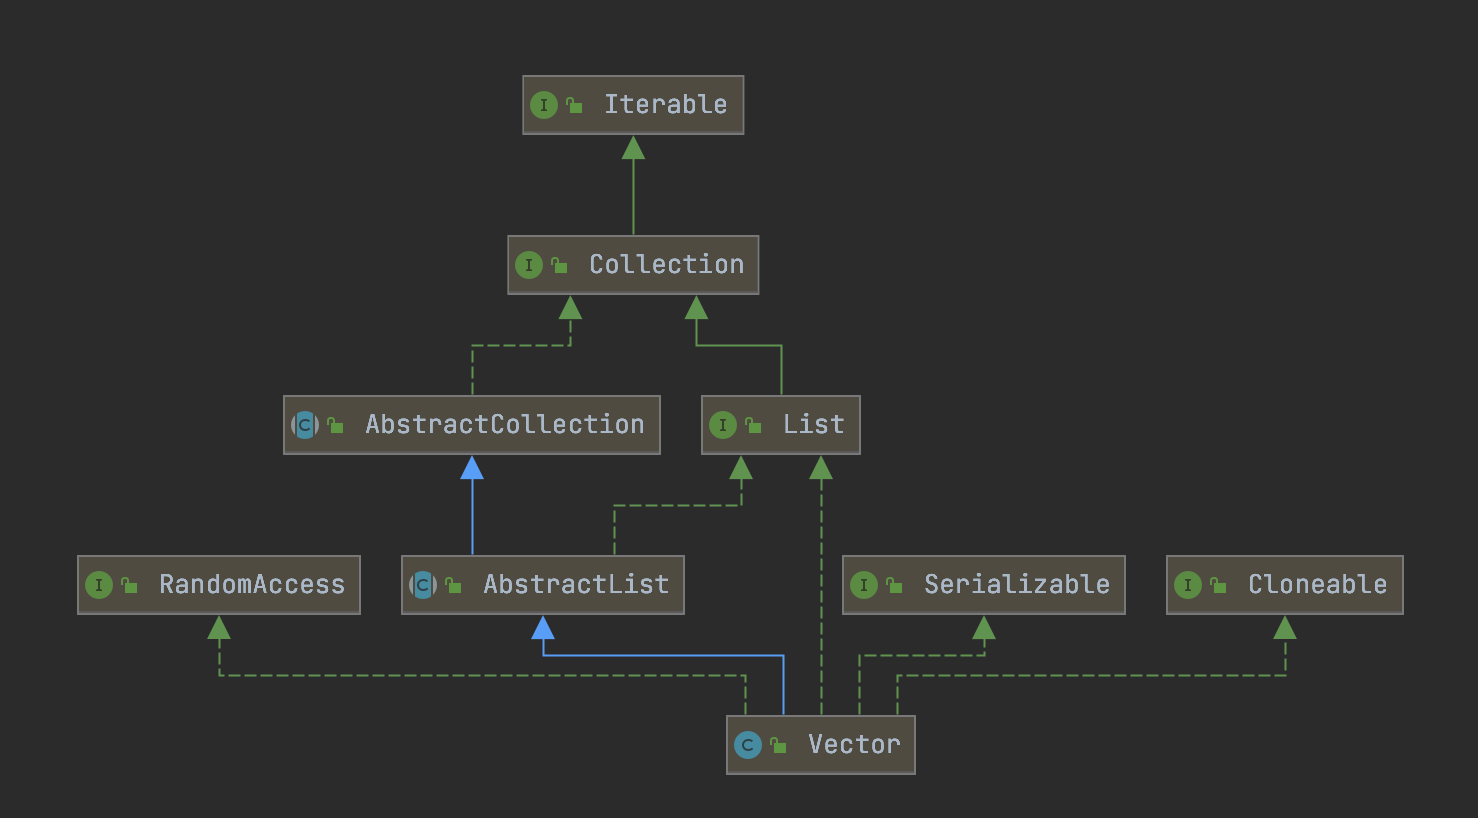 I Iterable
I Collection
C AbstractCollection
I List
I RandomAccess
C AbstractList
I Serializable
I Cloneable
C Vector